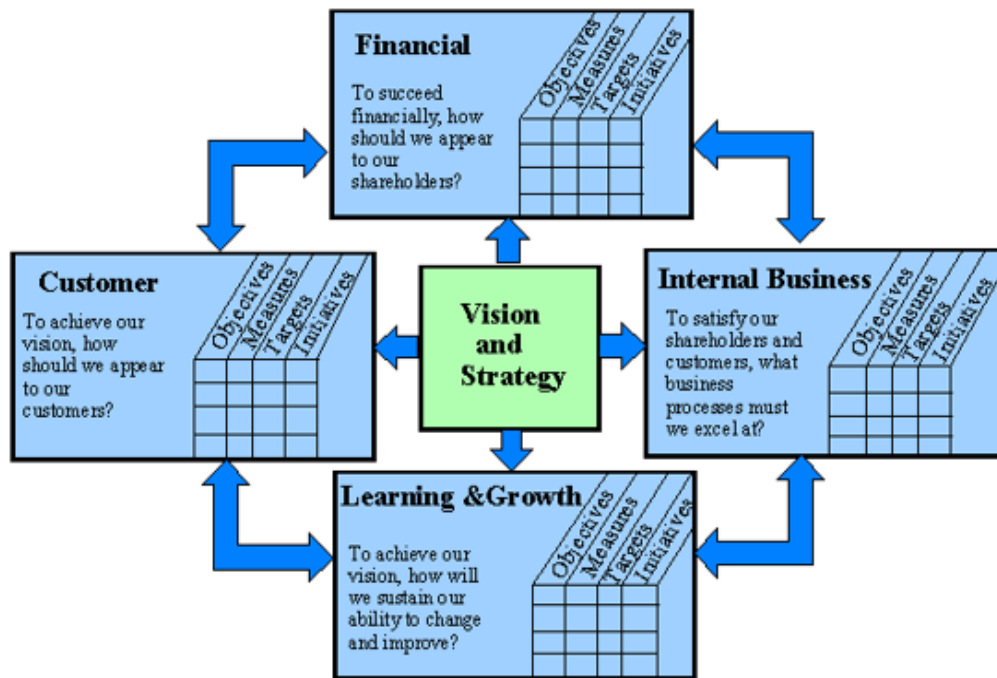 Financial
To succeed
financially, how
should we appear
to our
shareholders?
Objectives
Measures
Targets
Initiatives
Customer
To achieve our
vision, how
should we appear
to our
customers?
Objectives
Measures
Targets
Initiatives
Vision
and
Strategy
Internal Business
To satisfy our
shareholders and
customers, what
business
processes must
we excel at?
Objectives
Measures
Targets
Initiatives
Learning &Growth
To achieve our
vision, how will
we sustain our
ability to change
and improve?
Objectives
Measures
Targets
Initiatives